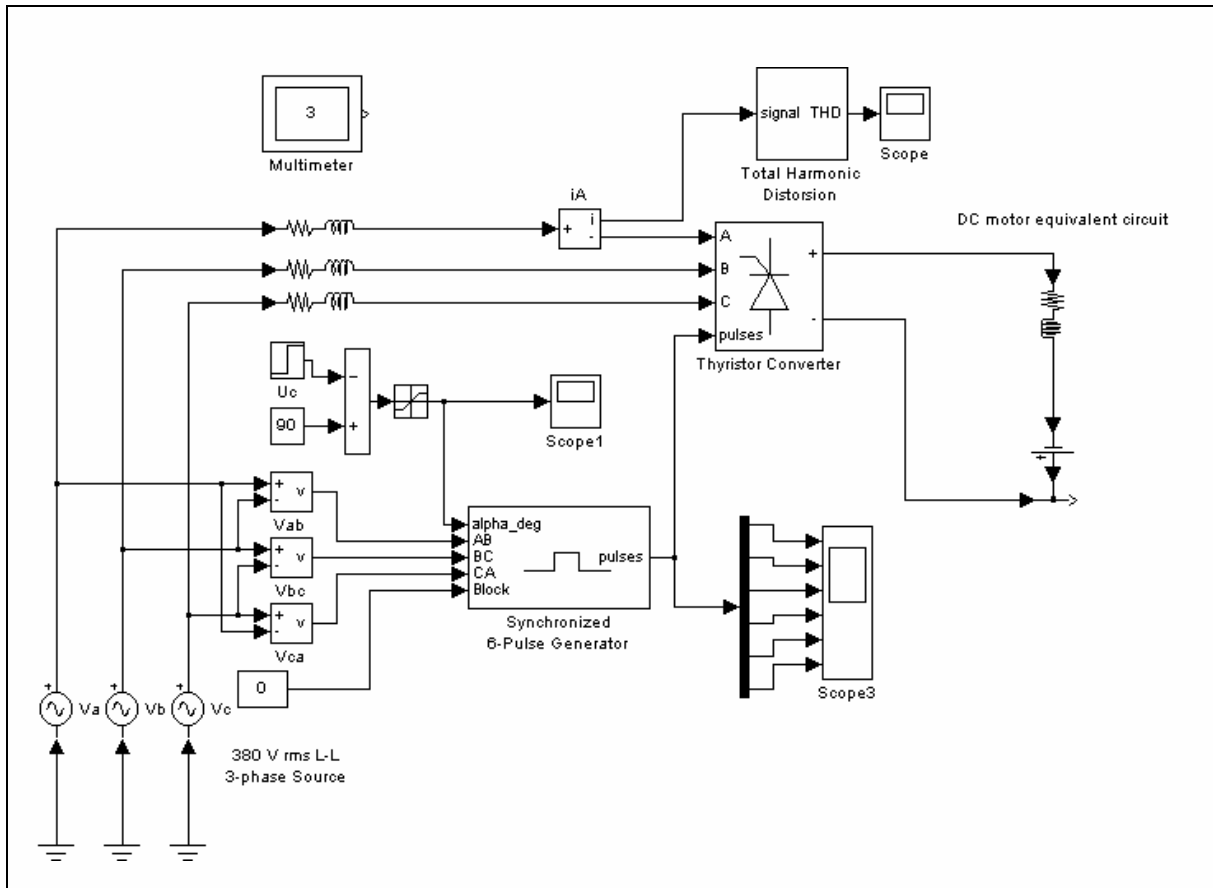 3
Multimeter
signal THD
Total Harmonic
Distorsion
Scope
iA
+
i
-
DC motor equivalent circuit
A
B
C
pulses
+
-
Thyristor Converter
Uc
90
-
+
Scope1
+
-
v
Vab
+
-
v
Vbc
+
-
v
Vca
0
alpha_deg
AB
BC
CA
Block
pulses
Synchronized
6-Pulse Generator
Scope3
+
+
Va
+
Vb
+
Vc
380 V rms L-L
3-phase Source